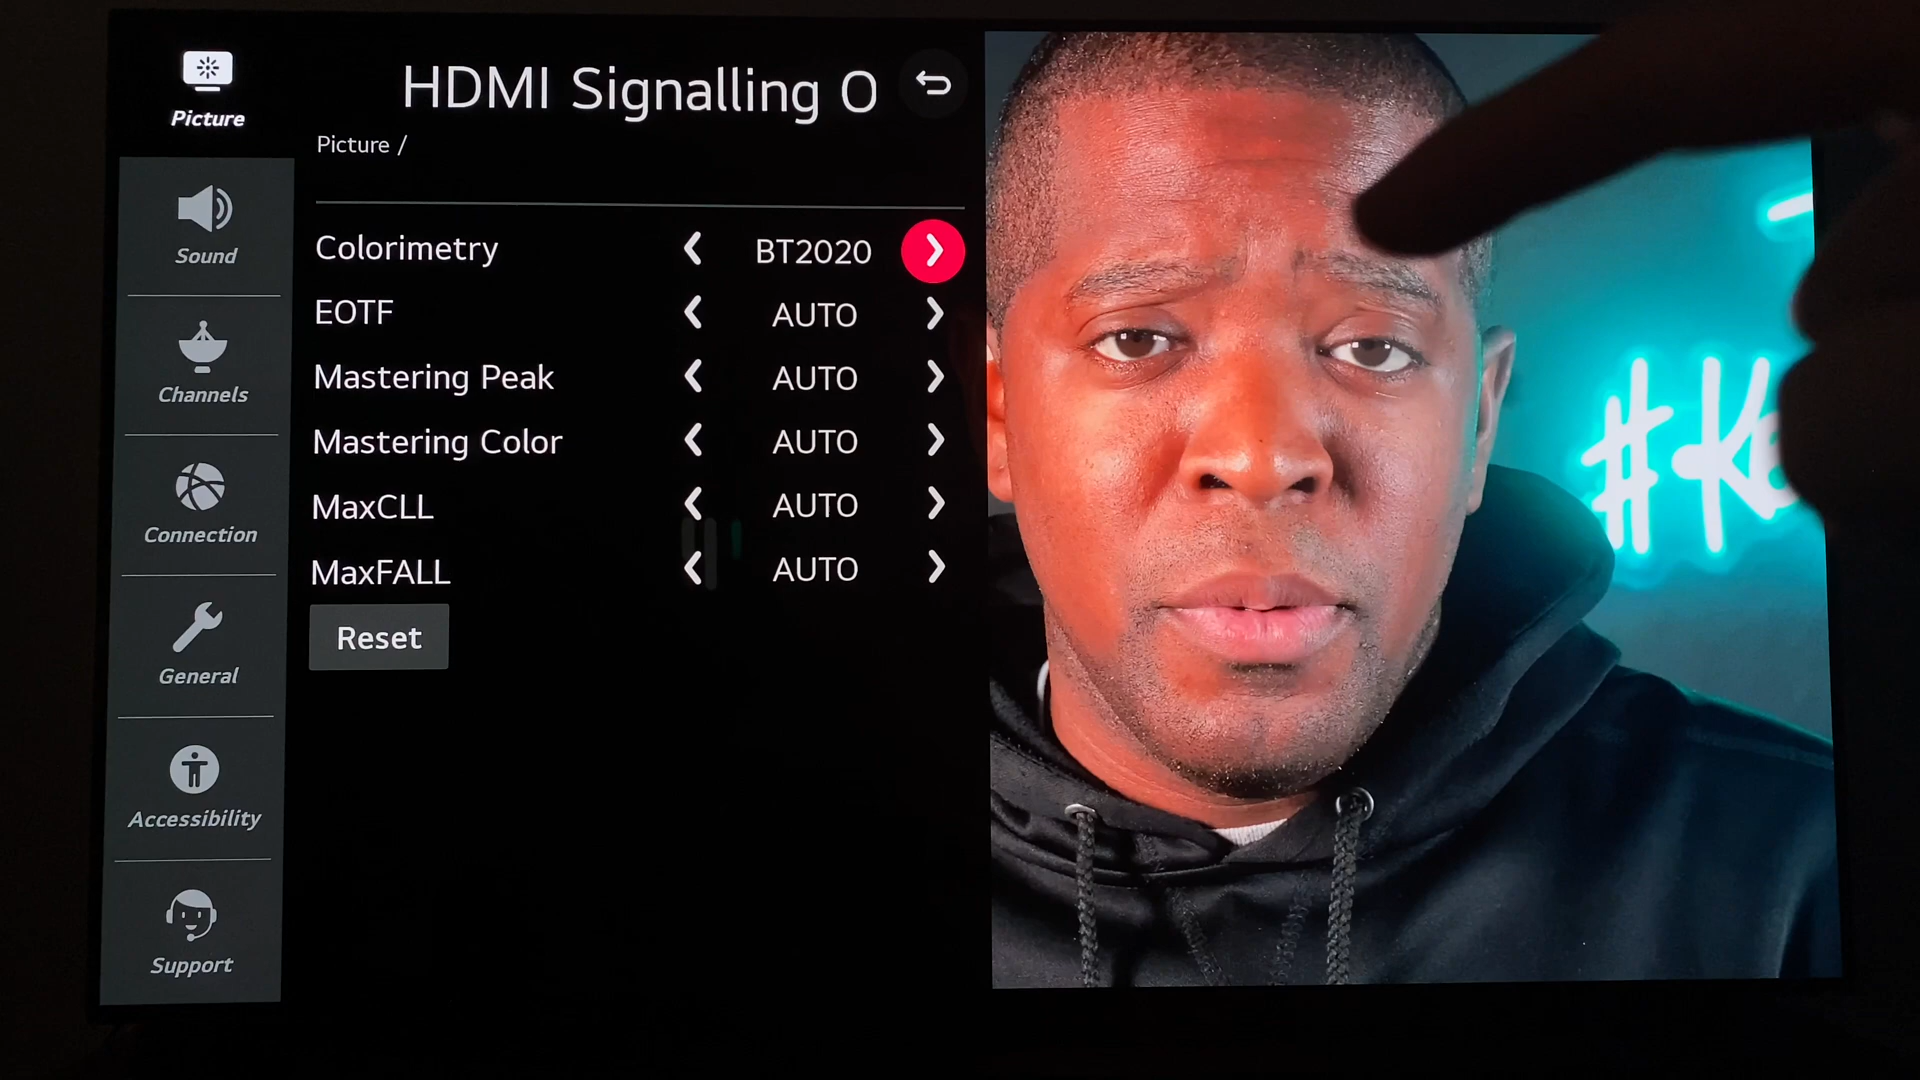 Picture
HDMI Signalling O
Picture /
Sound
Channels
Connection
General
Accessibility
Support
Colorimetry BT2020
EOTF AUTO
Mastering Peak AUTO
Mastering Color AUTO
MaxCLL AUTO
MaxFALL AUTO
Reset